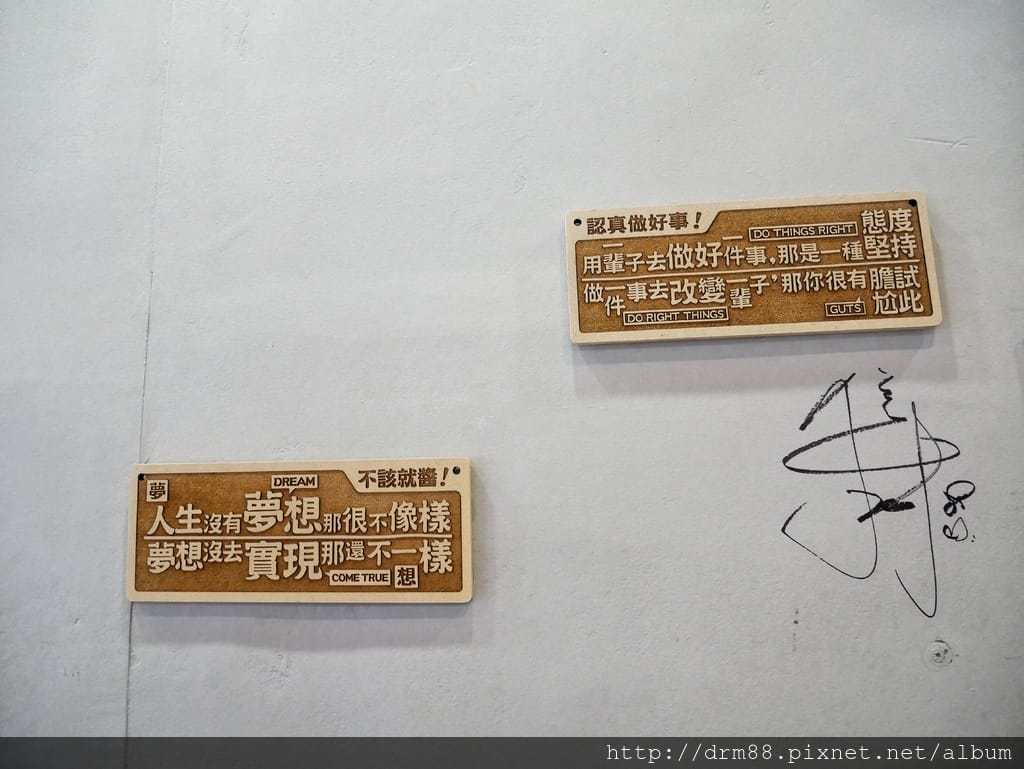 認真做好事!
DO THINGS RIGHT
用一輩子去做好一件事,那是一種態度堅持
做一件事去改變一輩子,那你很有膽試尬此
DO RIGHT THINGS
GUTS
夢
DREAM
不該就醬!
人生沒有夢想那很不像樣
夢想沒去實現那還不一樣
COME TRUE
想
http://drm88.pixnet.net/album